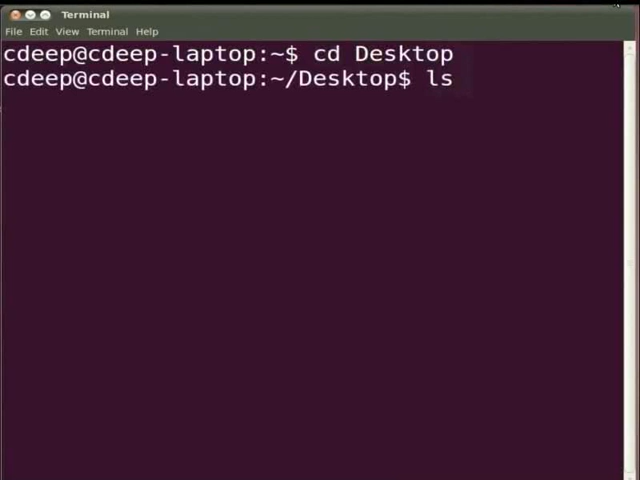 Terminal
File Edit View Terminal Help
cdeep@cdeep-laptop:~$ cd Desktop
cdeep@cdeep-laptop:~/Desktop$ ls